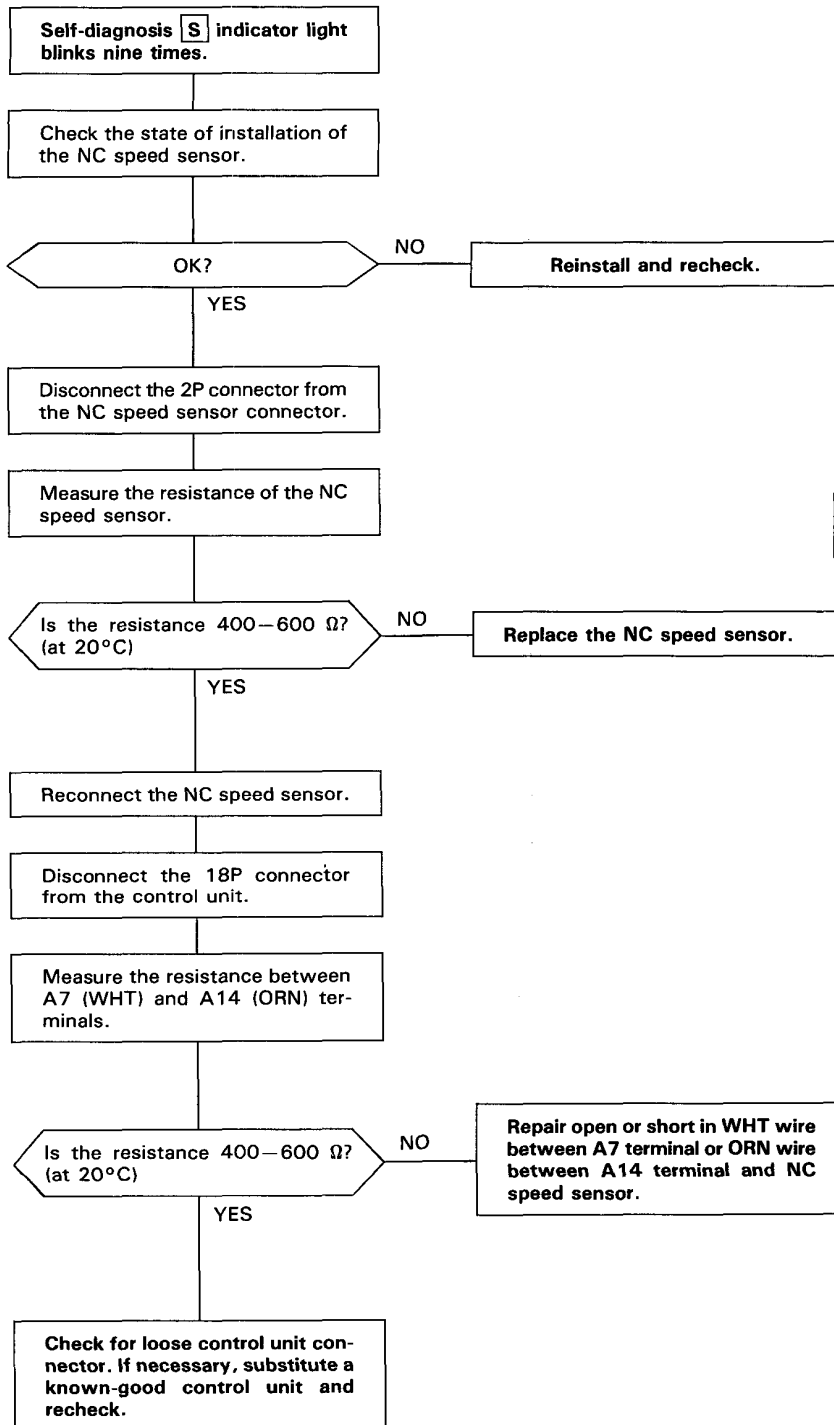 Self-diagnosis S indicator light
blinks nine times.
Check the state of installation of
the NC speed sensor.
OK?
NO
Reinstall and recheck.
YES
Disconnect the 2P connector from
the NC speed sensor connector.
Measure the resistance of the NC
speed sensor.
Is the resistance 400–600 Ω?
(at 20°C)
NO
Replace the NC speed sensor.
YES
Reconnect the NC speed sensor.
Disconnect the 18P connector
from the control unit.
Measure the resistance between
A7 (WHT) and A14 (ORN) ter-
minals.
Is the resistance 400–600 Ω?
(at 20°C)
NO
Repair open or short in WHT wire
between A7 terminal or ORN wire
between A14 terminal and NC
speed sensor.
YES
Check for loose control unit con-
nector. If necessary, substitute a
known-good control unit and
recheck.